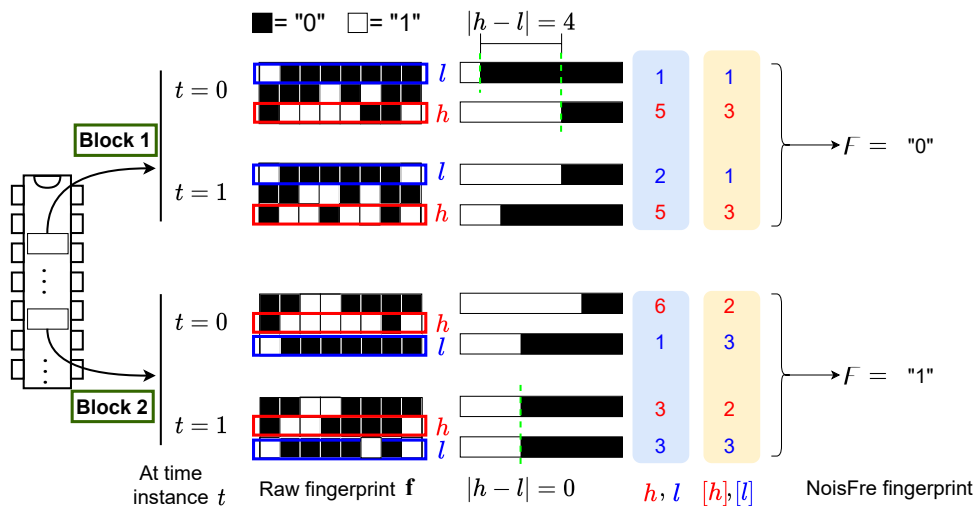 ■= "0" □= "1"
|h − l| = 4
Block 1
t = 0
l
h
1 1
5 3
t = 1
l
h
2 1
5 3
F = "0"
Block 2
t = 0
h
l
6 2
1 3
t = 1
h
l
3 2
3 3
F = "1"
|h − l| = 0
At time
instance t
Raw fingerprint f
h, l
[h],[l]
NoisFre fingerprint